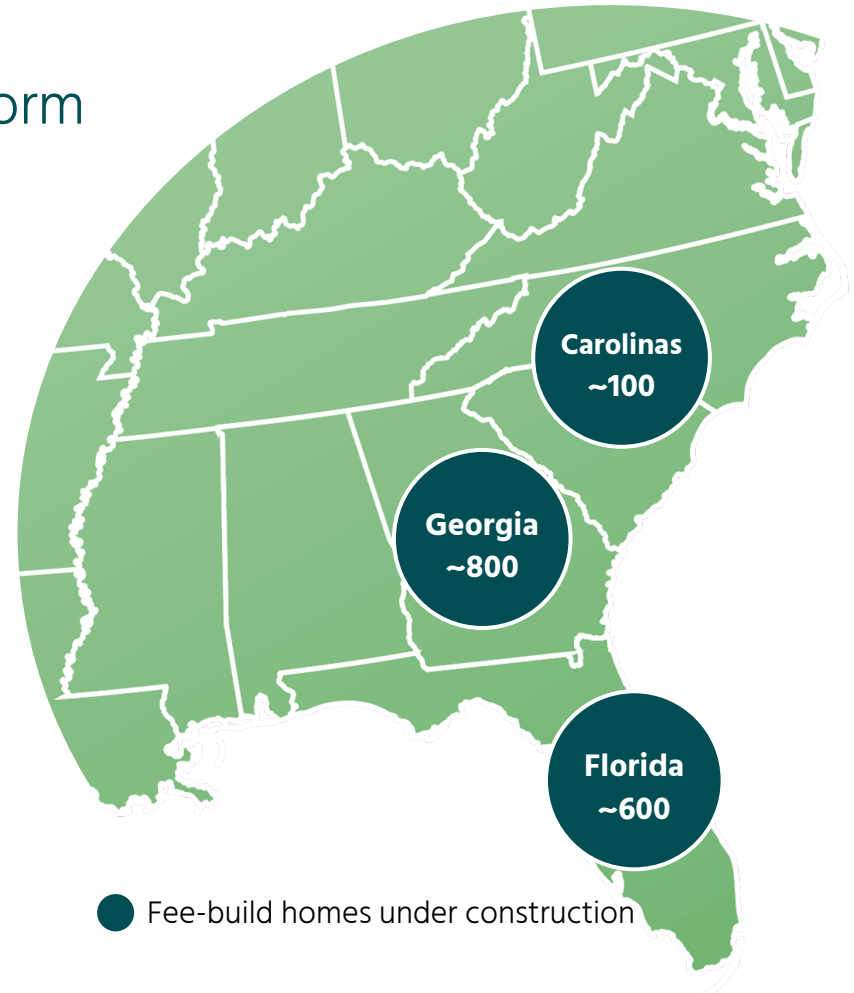 orm
Carolinas
~100
Georgia
~800
Florida
~600
Fee-build homes under construction